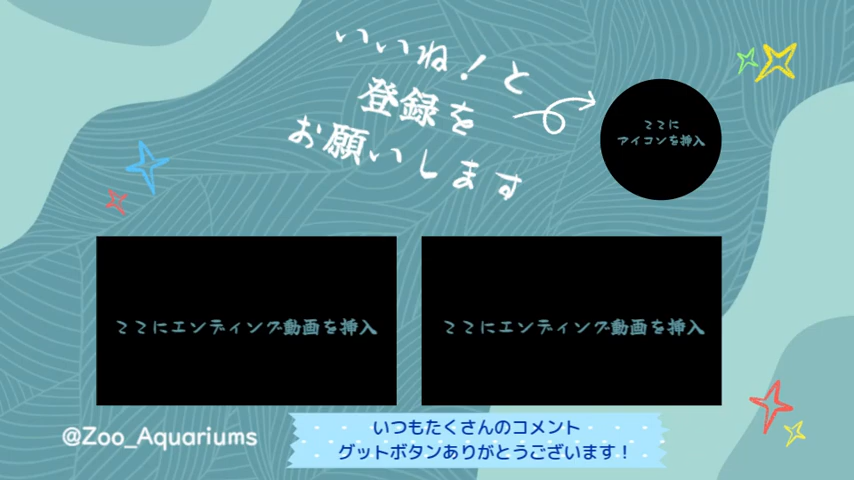 いいね！と
登録を
お願いします
ここに
アイコンを挿入
ここにエンディング動画を挿入
ここにエンディング動画を挿入
@Zoo_Aquariums
いつもたくさんのコメント
グットボタンありがとうございます！